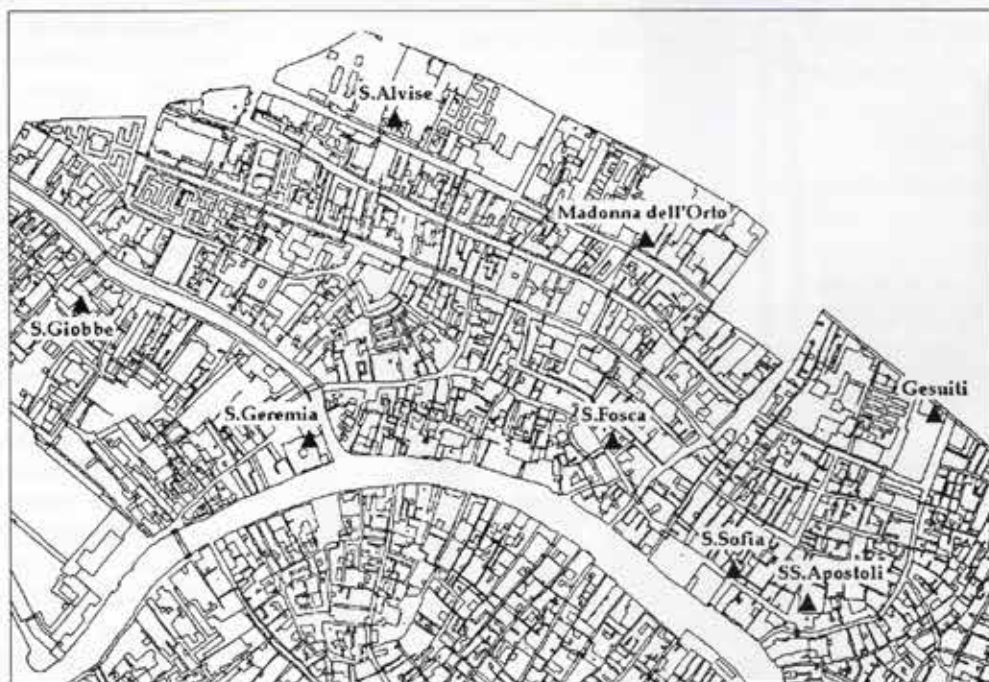 S.Alvise
Madonna dell'Orto
S.Giobbe
Gesuiti
S.Geremia
S.Fosca
S.Sofia
SS.Apostoli